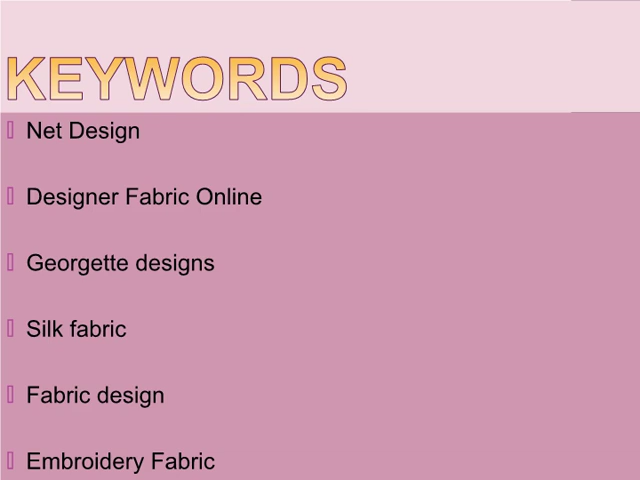 KEYWORDS
Net Design
Designer Fabric Online
Georgette designs
Silk fabric
Fabric design
Embroidery Fabric